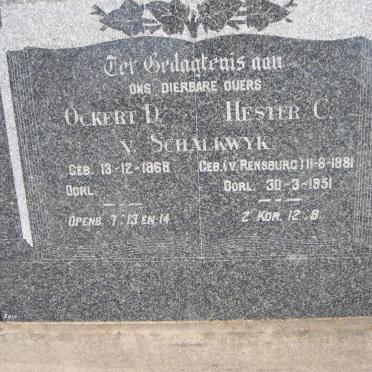 Ter Gedagtenis aan
ONS DIERBARE OUERS
OCKERT D. HESTER C.
V. SCHALKWYK
GEB. 13-12-1868 GEB. (V. RENSBURG) 11-8-1881
OORL. OORL. 30-3-1951
OPENB. 7:13 EN 14 2 KOR. 12:9